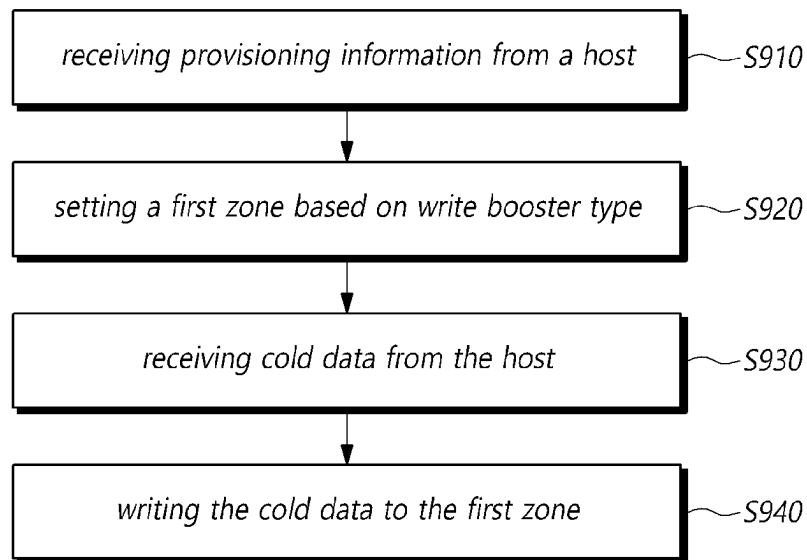 receiving provisioning information from a host
S910
setting a first zone based on write booster type
S920
receiving cold data from the host
S930
writing the cold data to the first zone
S940